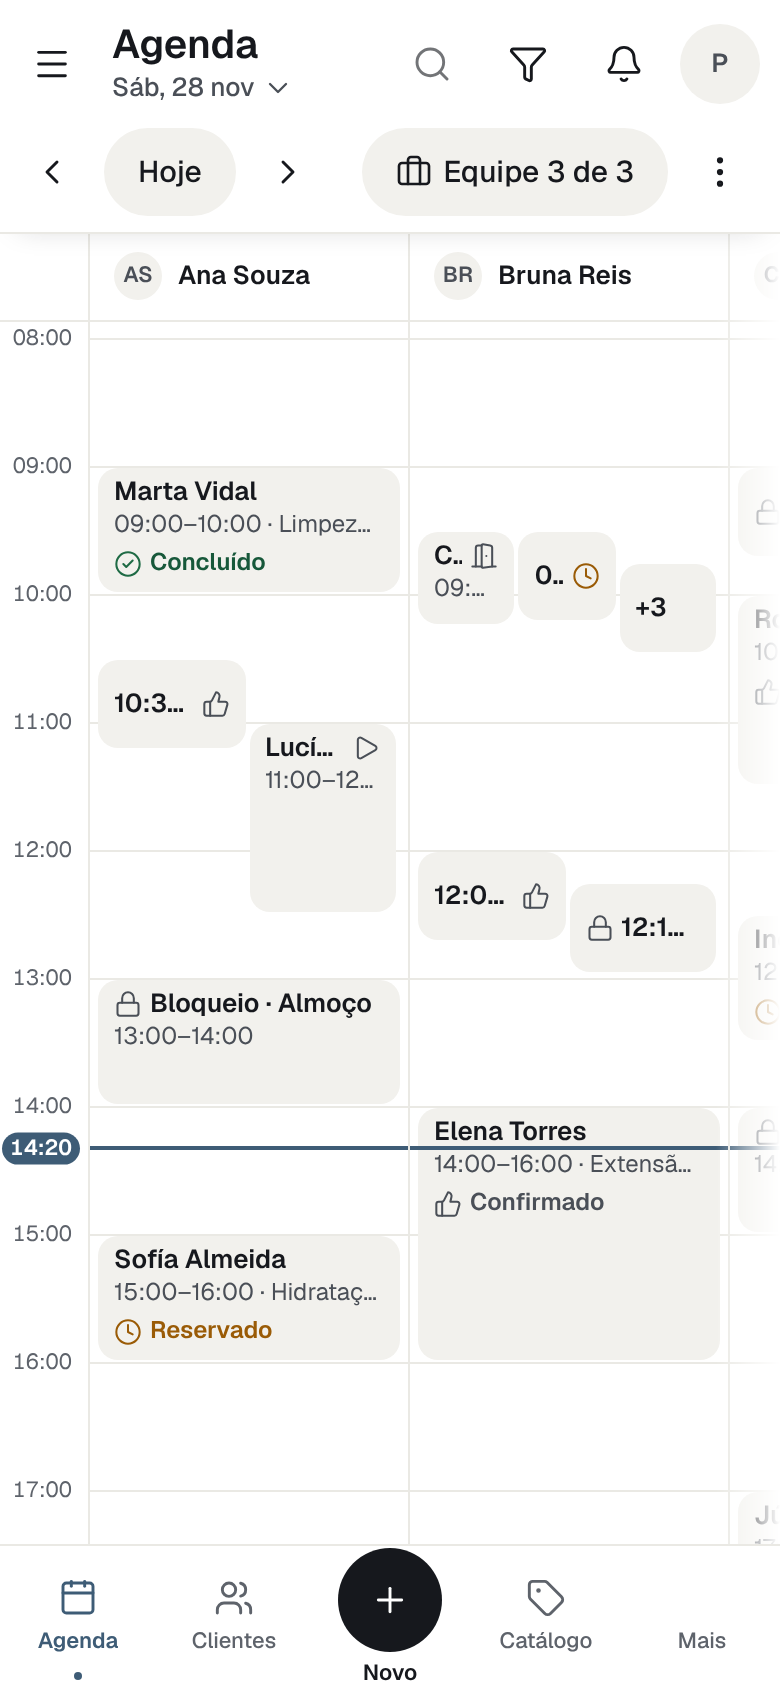 Agenda
Sáb, 28 nov
P
Hoje
Equipe 3 de 3
AS Ana Souza
BR Bruna Reis
08:00
09:00
Marta Vidal
09:00–10:00 · Limpez...
Concluído
C..
09:...
0..
+3
10:00
10:3...
11:00
Lucí...
11:00–12...
12:00
12:0...
12:1...
13:00
Bloqueio · Almoço
13:00–14:00
14:00
14:20
Elena Torres
14:00–16:00 · Extensã...
Confirmado
15:00
Sofía Almeida
15:00–16:00 · Hidrataç...
Reservado
16:00
17:00
Agenda
Clientes
Novo
Catálogo
Mais